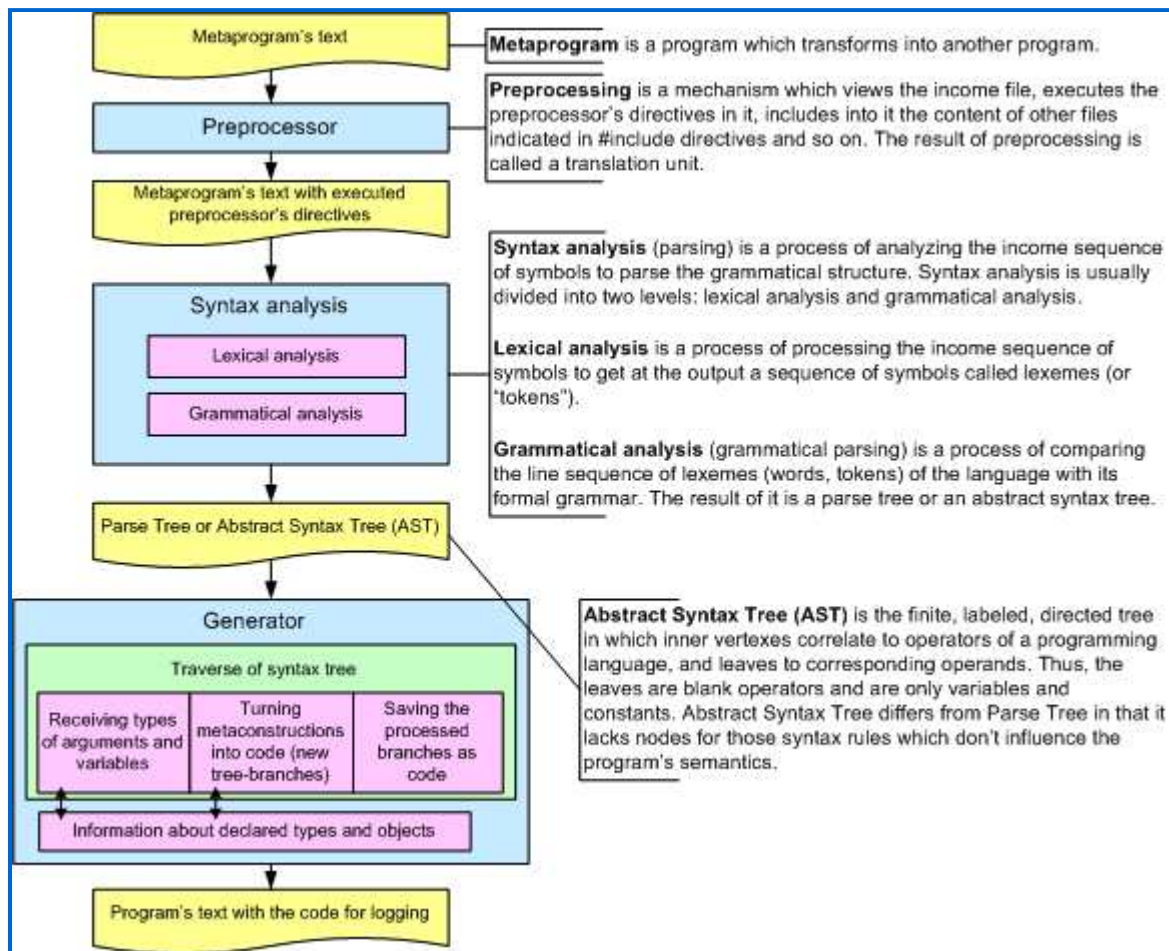 Metaprogram's text
Metaprogram is a program which transforms into another program.
Preprocessor
Preprocessing is a mechanism which views the income file, executes the
preprocessor's directives in it, includes into it the content of other files
indicated in #include directives and so on. The result of preprocessing is
called a translation unit.
Metaprogram's text with executed
preprocessor's directives
Syntax analysis
Lexical analysis
Grammatical analysis
Syntax analysis (parsing) is a process of analyzing the income sequence
of symbols to parse the grammatical structure. Syntax analysis is usually
divided into two levels: lexical analysis and grammatical analysis.
Lexical analysis is a process of processing the income sequence of
symbols to get at the output a sequence of symbols called lexemes (or
"tokens").
Grammatical analysis (grammatical parsing) is a process of comparing
the line sequence of lexemes (words, tokens) of the language with its
formal grammar. The result of it is a parse tree or an abstract syntax tree.
Parse Tree or Abstract Syntax Tree (AST)
Generator
Traverse of syntax tree
Receiving types
of arguments and
variables
Turning
metaconstructions
into code (new
tree-branches)
Saving the
processed
branches as
code
Information about declared types and objects
Abstract Syntax Tree (AST) is the finite, labeled, directed tree
in which inner vertexes correlate to operators of a programming
language, and leaves to corresponding operands. Thus, the
leaves are blank operators and are only variables and
constants. Abstract Syntax Tree differs from Parse Tree in that it
lacks nodes for those syntax rules which don't influence the
program's semantics.
Program's text with the code for logging